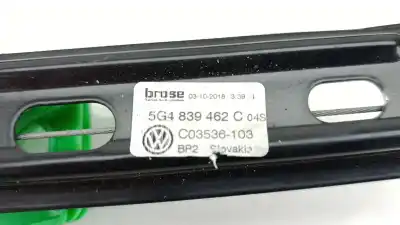 brose 03-10-2018
5G4 839 462 C 04S
C03536-103
BP2 Slovakia